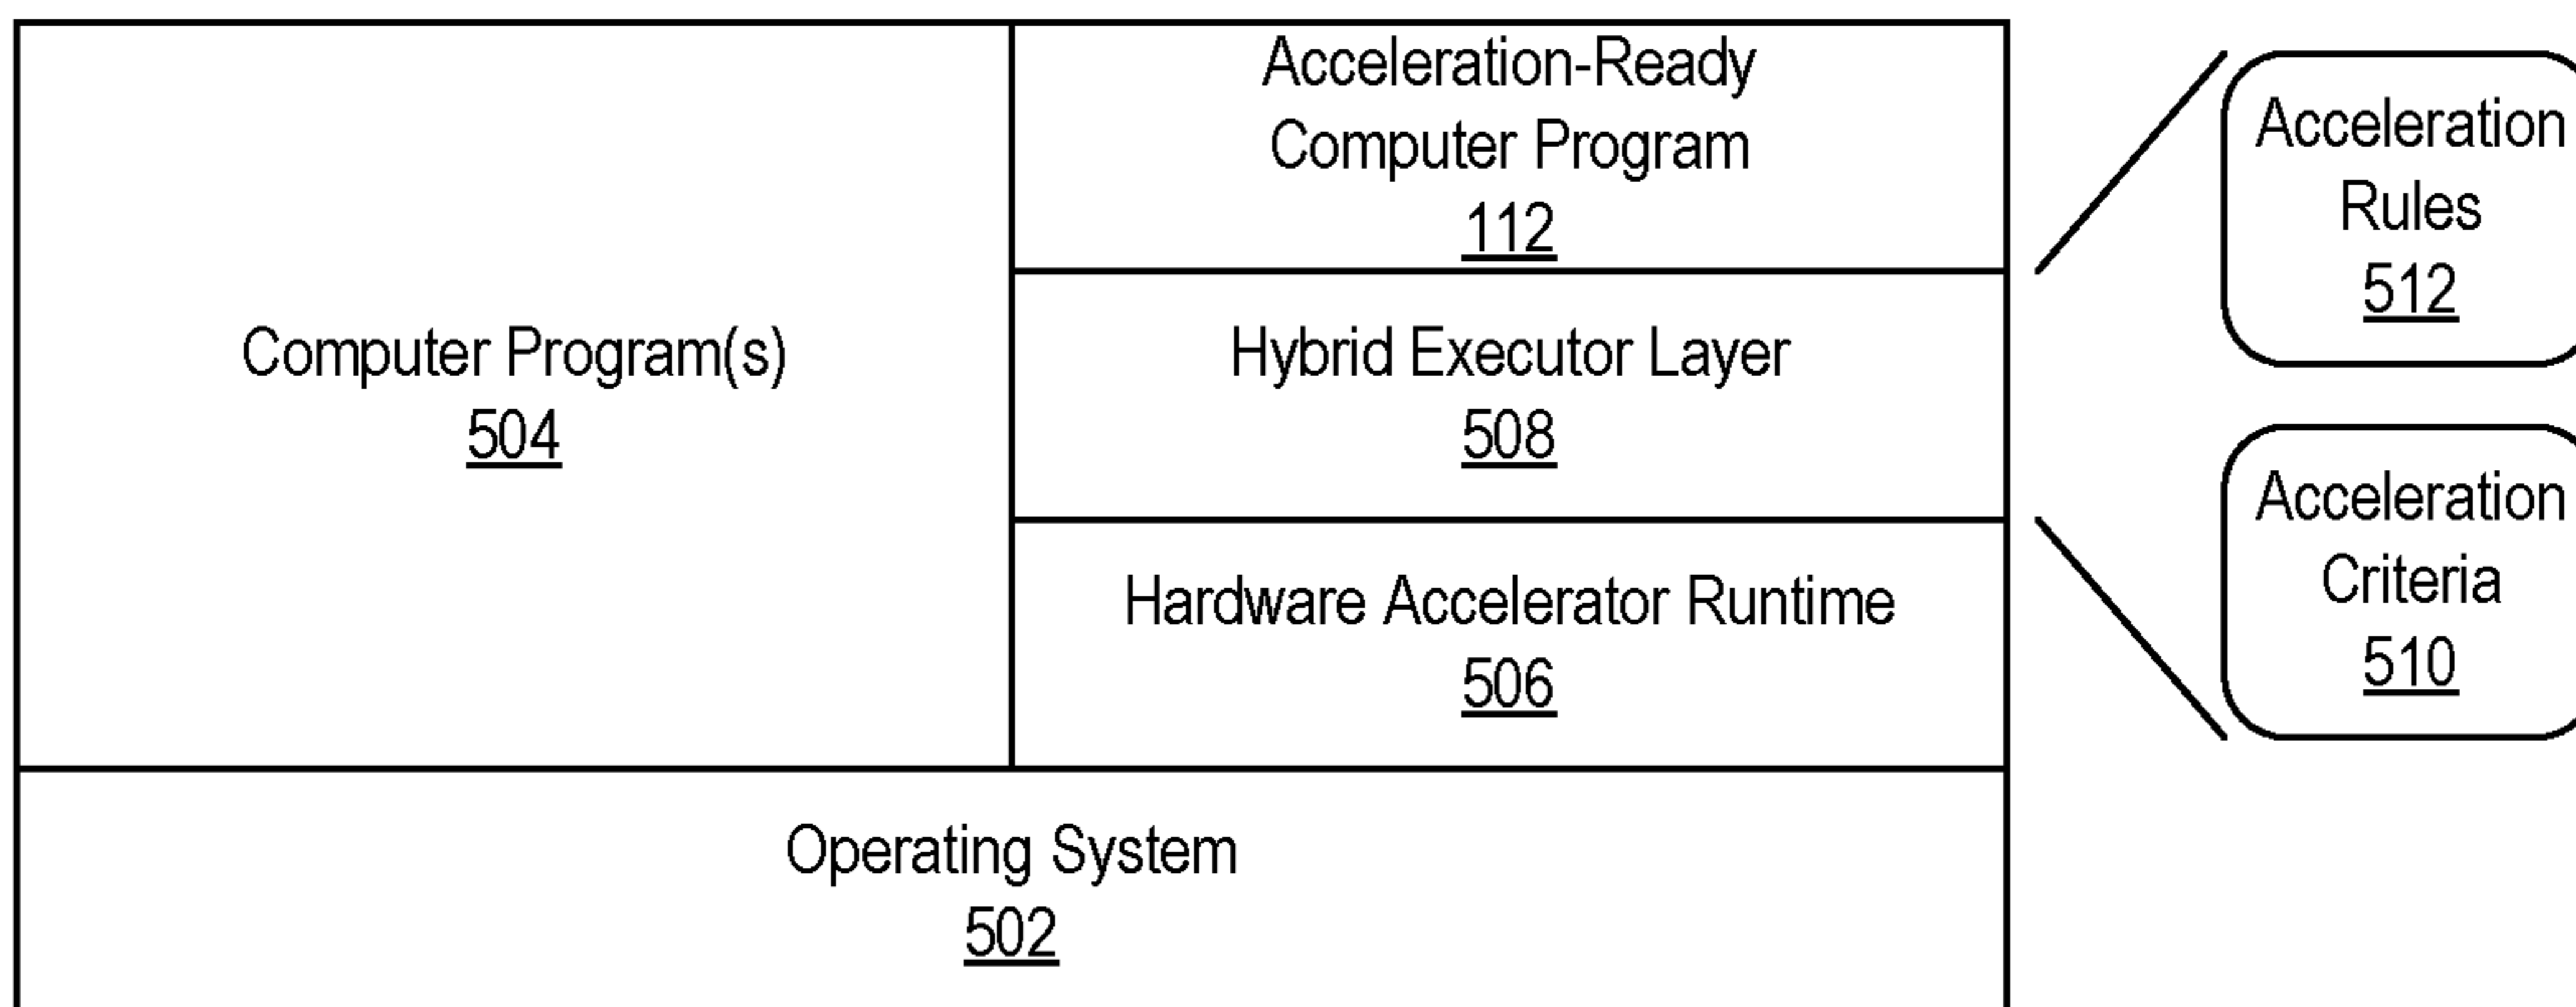 Acceleration-Ready
Computer Program
112
Computer Program(s)
504
Hybrid Executor Layer
508
Hardware Accelerator Runtime
506
Operating System
502
Acceleration
Rules
512
Acceleration
Criteria
510